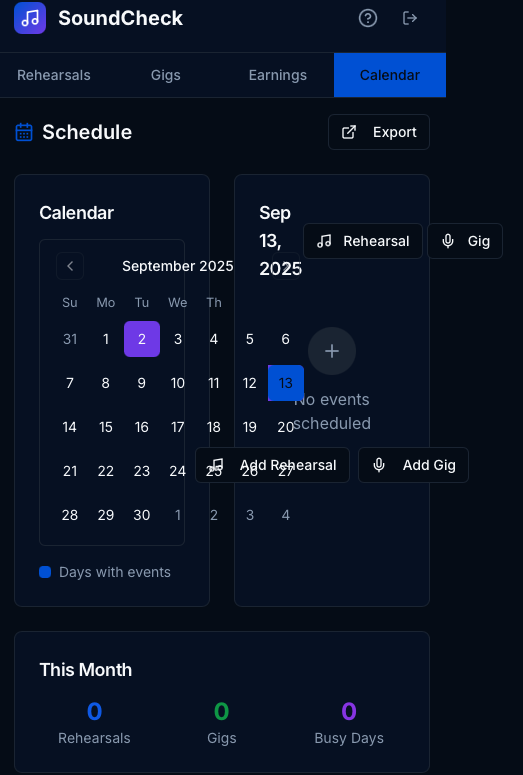 SoundCheck
Rehearsals Gigs Earnings Calendar
Schedule Export
Calendar
September 2025
Su Mo Tu We Th
31 1 2 3 4 5 6
7 8 9 10 11 12 13
14 15 16 17 18 19 20
21 22 23 24 25 26 27
28 29 30 1 2 3 4
Days with events
Sep
13,
2025
Rehearsal Gig
No events
scheduled
Add Rehearsal Add Gig
This Month
0 0 0
Rehearsals Gigs Busy Days